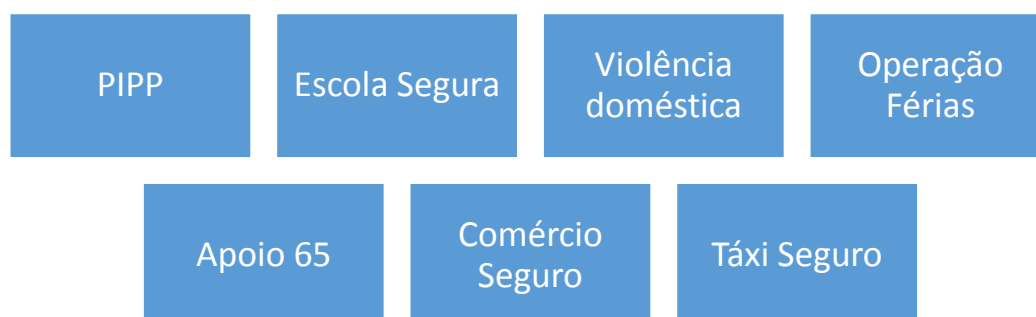 PIPP
Escola Segura
Violência
doméstica
Operação
Férias
Apoio 65
Comércio
Seguro
Táxi Seguro